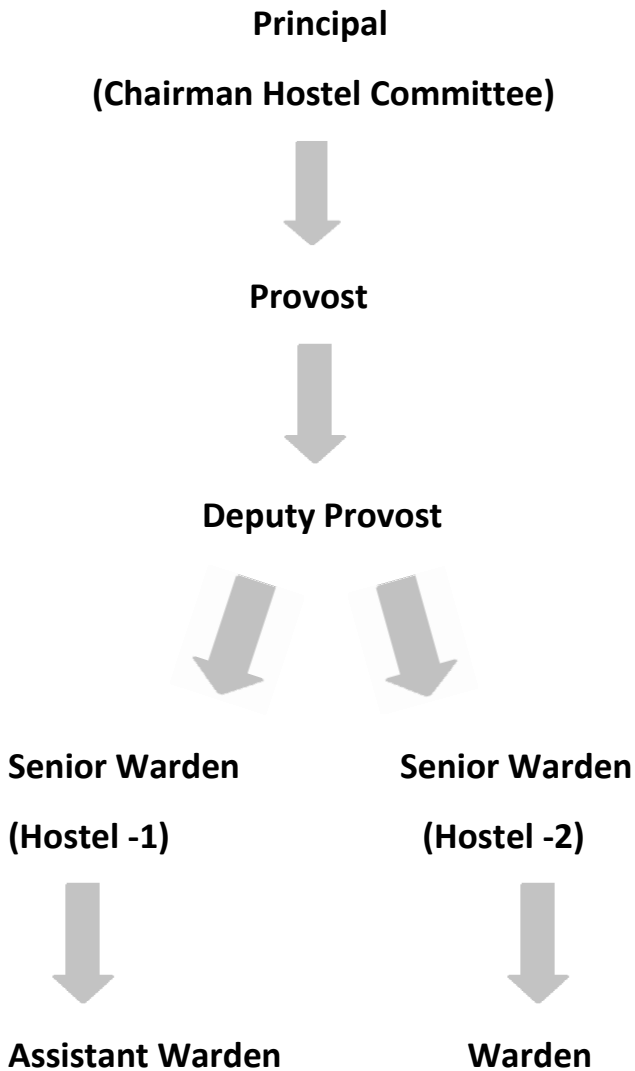 Principal
(Chairman Hostel Committee)
Provost
Deputy Provost
Senior Warden
(Hostel -1)
Senior Warden
(Hostel -2)
Assistant Warden
Warden